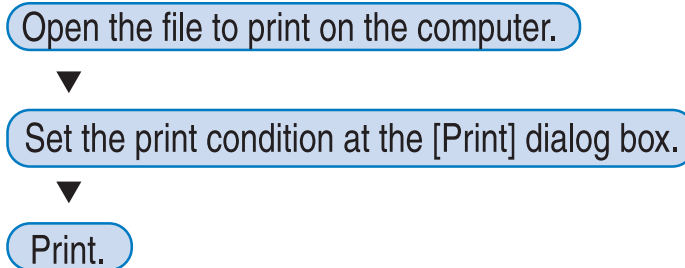 Open the file to print on the computer.
Set the print condition at the [Print] dialog box.
Print.